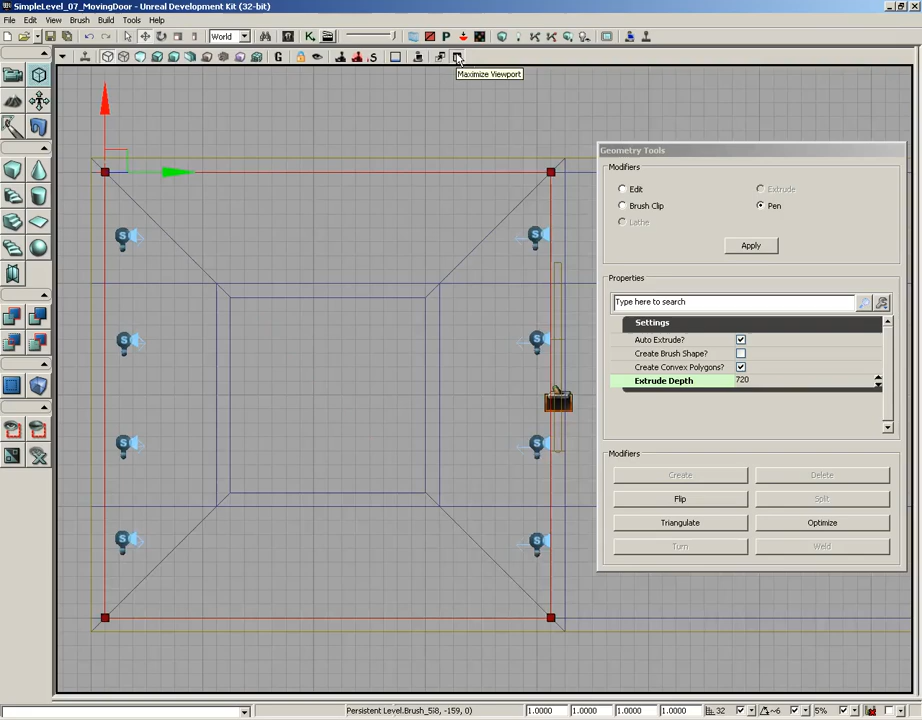 SimpleLevel_07_MovingDoor - Unreal Development Kit (32-bit)
File Edit View Brush Build Tools Help
World
Maximize Viewport
Geometry Tools
Modifiers
Edit Extrude
Brush Clip Pen
Lathe
Apply
Properties
Type here to search
Settings
Auto Extrude?
Create Brush Shape?
Create Convex Polygons?
Extrude Depth 720
Modifiers
Create Delete
Flip Split
Triangulate Optimize
Turn Weld
Persistent Level.Brush_5 1.0000 1.0000 1.0000 1.0000 32 ~6 5%